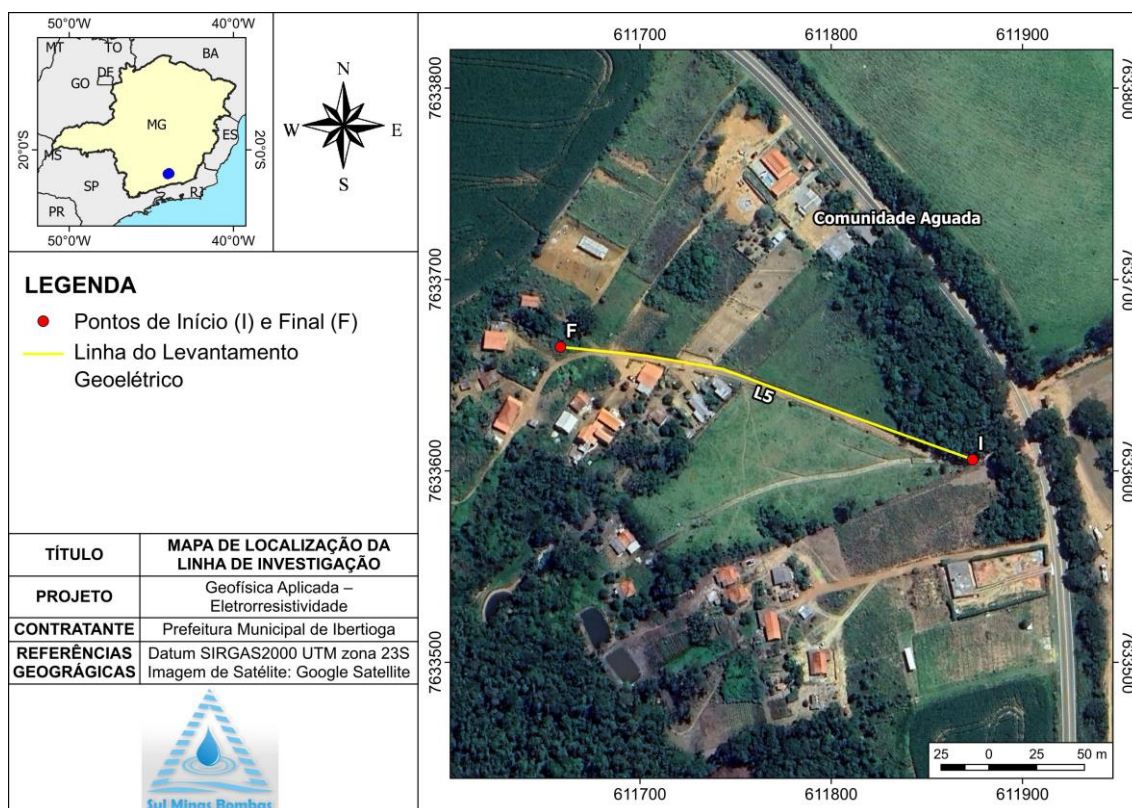 50°0'W 40°0'W
MT TO BA
DF
GO
MG
ES
20°0'S 20°0'S
MS
SP
RJ
PR
50°0'W 40°0'W
N
W E
S
LEGENDA
Pontos de Início (I) e Final (F)
Linha do Levantamento
Geoelétrico
TÍTULO
MAPA DE LOCALIZAÇÃO DA
LINHA DE INVESTIGAÇÃO
PROJETO
Geofísica Aplicada –
Eletrorresistividade
CONTRATANTE
Prefeitura Municipal de Ibertioga
REFERÊNCIAS
GEOGRÁGICAS
Datum SIRGAS2000 UTM zona 23S
Imagem de Satélite: Google Satellite
Sul Minas Bombas
611700 611800 611900
7633800 7633800
Comunidade Aguada
7633700 7633700
F
L5
I
7633600 7633600
7633500 7633500
25 0 25 50 m
611700 611800 611900